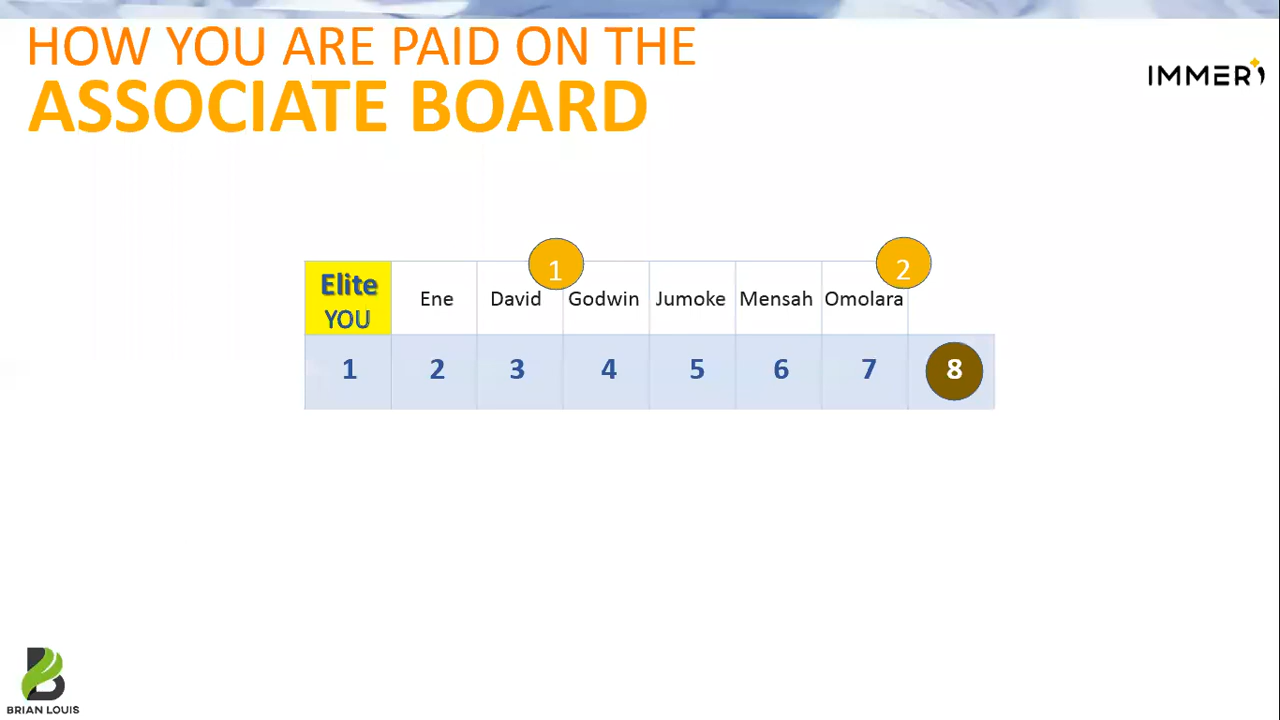 HOW YOU ARE PAID ON THE
ASSOCIATE BOARD
IMMERI
1
2
Elite
YOU
Ene
David
Godwin
Jumoke
Mensah
Omolara
1 2 3 4 5 6 7 8
BRIAN LOUIS